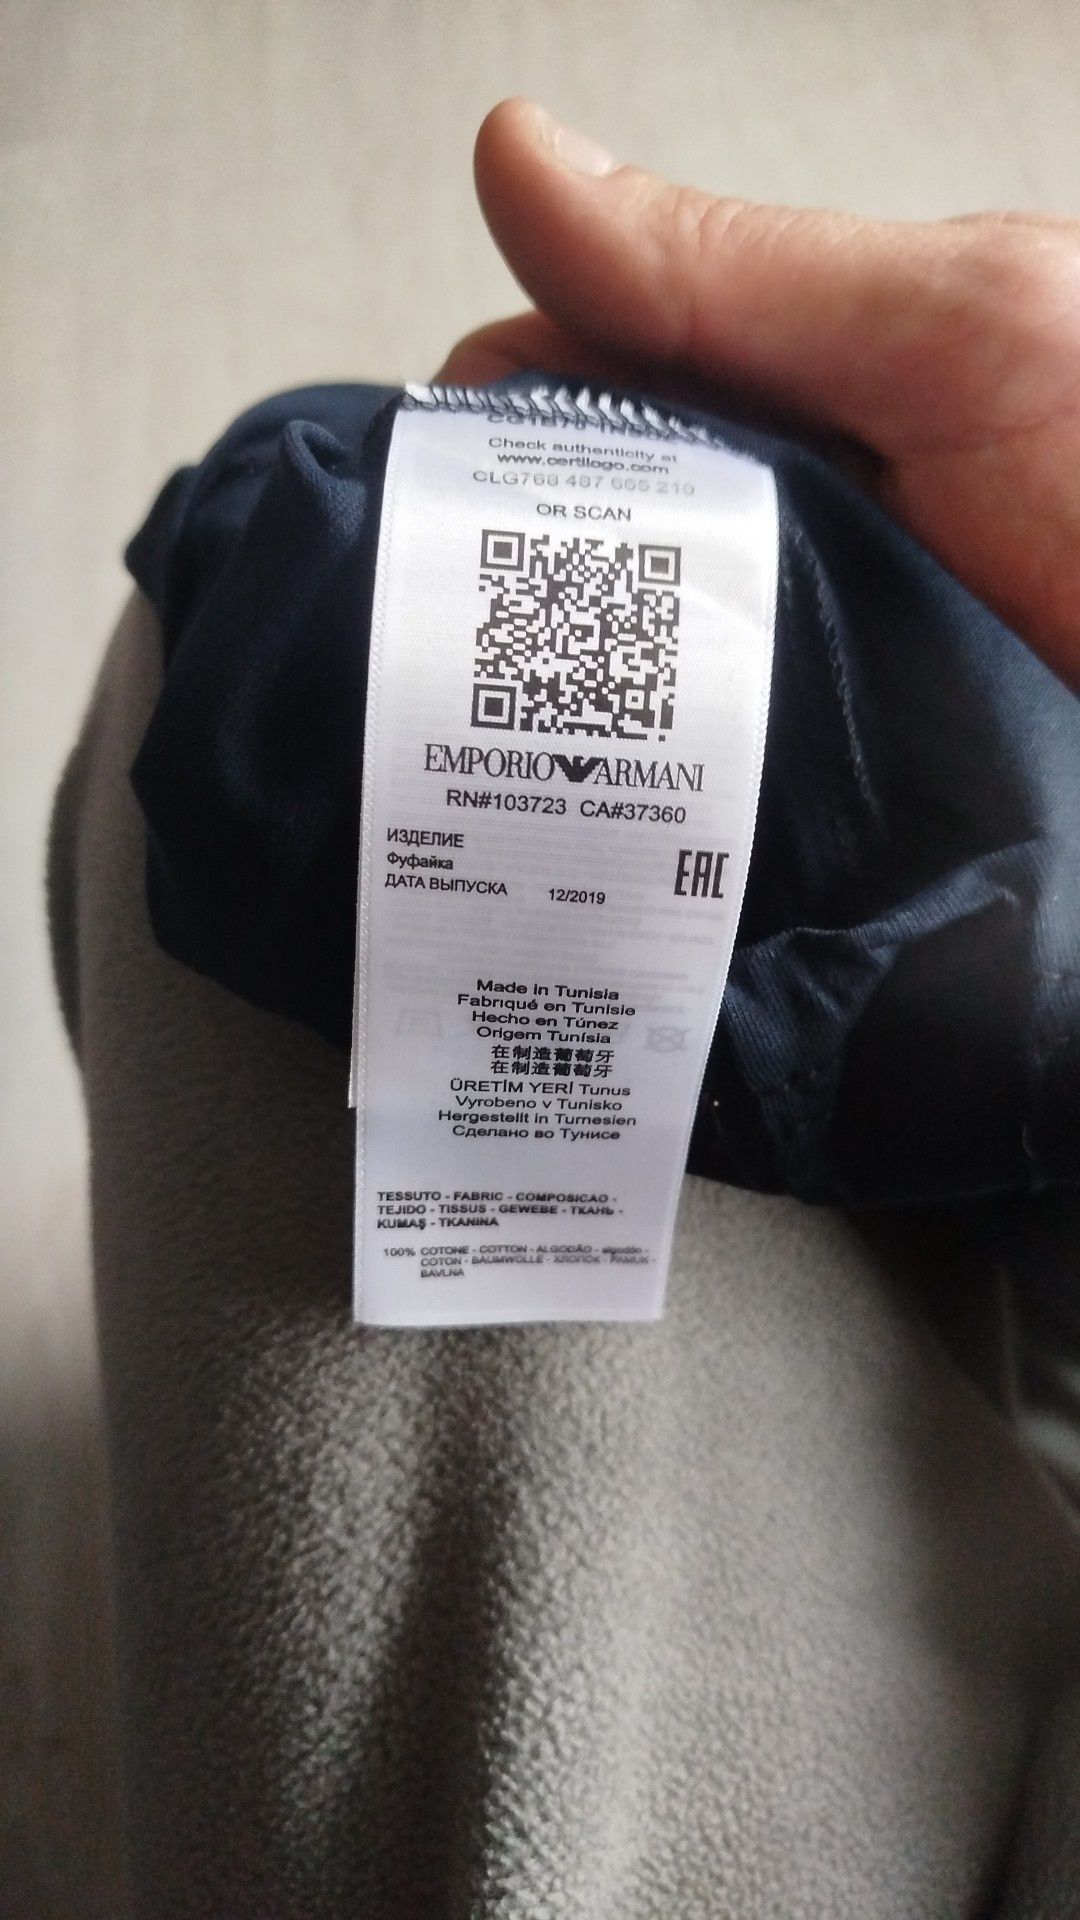 Check authenticity at
www.certilogo.com
CLG768 487 665 210
OR SCAN
EMPORIO ARMANI
RN#103723 CA#37360
ИЗДЕЛИЕ
Фуфайка
ДАТА ВЫПУСКА 12/2019
EAC
Made in Tunisia
Fabriqué en Tunisie
Hecho en Túnez
Origem Tunísia
在制造葡萄牙
在制造葡萄牙
ÜRETİM YERİ Tunus
Vyrobeno v Tunisko
Hergestellt in Turnesien
Сделано во Тунисе
TESSUTO - FABRIC - COMPOSICAO -
TEJIDO - TISSUS - GEWEBE - ТКАНЬ -
KUMAŞ - TKANINA
100% COTONE - COTTON - ALGODÃO - algodón -
COTON - BAUMWOLLE - ХЛОПОК - PAMUK -
BAVLNA